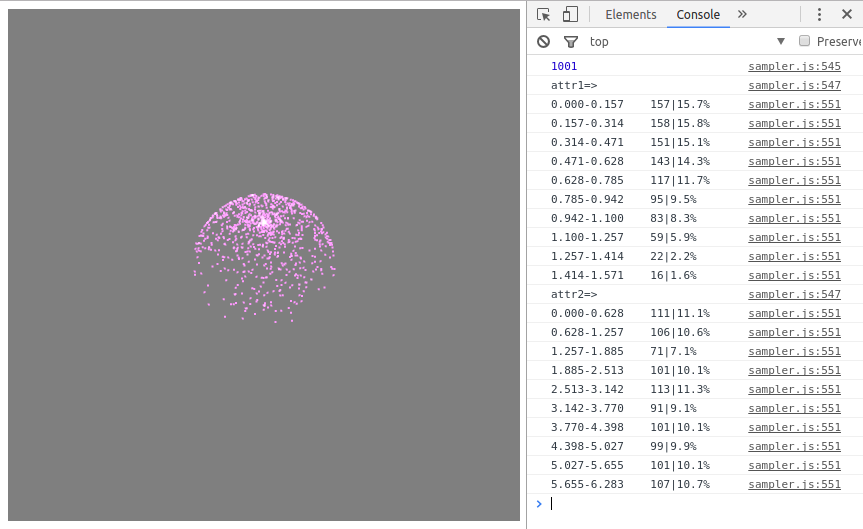 Elements Console »
top Preserve
1001 sampler.js:545
attr1=> sampler.js:547
0.000-0.157 157|15.7% sampler.js:551
0.157-0.314 158|15.8% sampler.js:551
0.314-0.471 151|15.1% sampler.js:551
0.471-0.628 143|14.3% sampler.js:551
0.628-0.785 117|11.7% sampler.js:551
0.785-0.942 95|9.5% sampler.js:551
0.942-1.100 83|8.3% sampler.js:551
1.100-1.257 59|5.9% sampler.js:551
1.257-1.414 22|2.2% sampler.js:551
1.414-1.571 16|1.6% sampler.js:551
attr2=> sampler.js:547
0.000-0.628 111|11.1% sampler.js:551
0.628-1.257 106|10.6% sampler.js:551
1.257-1.885 71|7.1% sampler.js:551
1.885-2.513 101|10.1% sampler.js:551
2.513-3.142 113|11.3% sampler.js:551
3.142-3.770 91|9.1% sampler.js:551
3.770-4.398 101|10.1% sampler.js:551
4.398-5.027 99|9.9% sampler.js:551
5.027-5.655 101|10.1% sampler.js:551
5.655-6.283 107|10.7% sampler.js:551